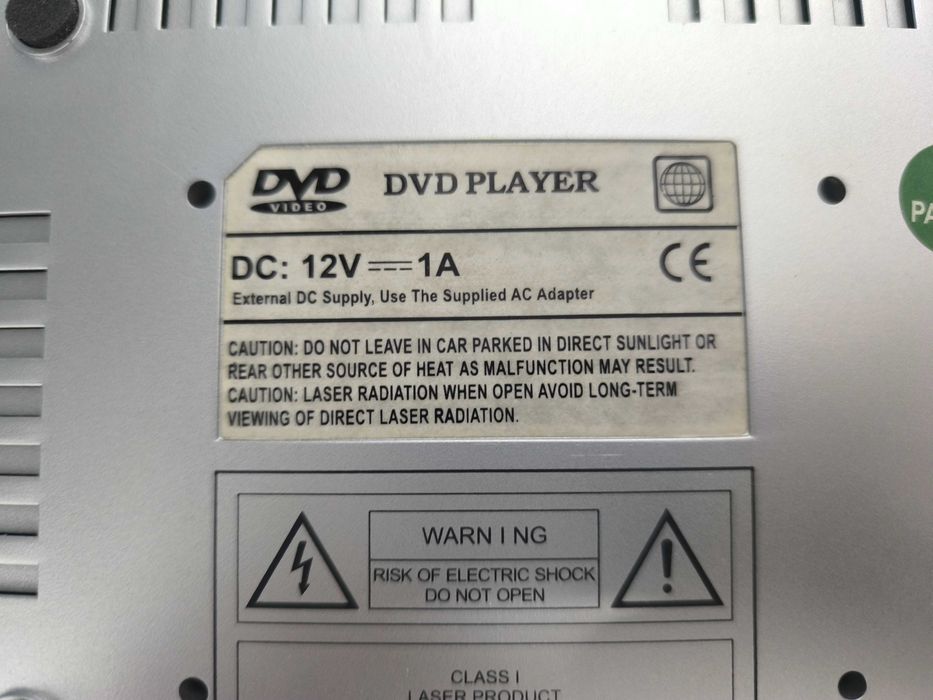 DVD VIDEO
DVD PLAYER
DC: 12V 1A
CE
External DC Supply, Use The Supplied AC Adapter
CAUTION: DO NOT LEAVE IN CAR PARKED IN DIRECT SUNLIGHT OR
REAR OTHER SOURCE OF HEAT AS MALFUNCTION MAY RESULT.
CAUTION: LASER RADIATION WHEN OPEN AVOID LONG-TERM
VIEWING OF DIRECT LASER RADIATION.
PA
WARN I NG
RISK OF ELECTRIC SHOCK
DO NOT OPEN
CLASS I
LASER PRODUCT